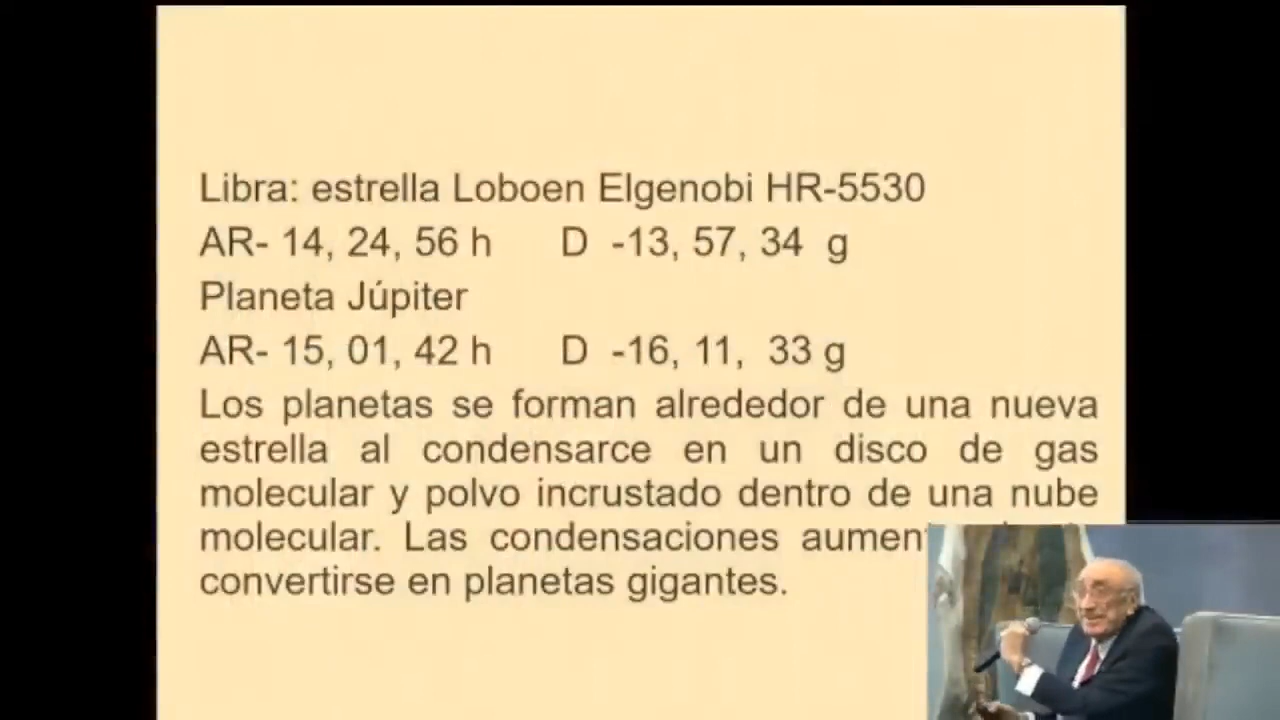 Libra: estrella Loboen Elgenobi HR-5530
AR- 14, 24, 56 h D -13, 57, 34 g
Planeta Júpiter
AR- 15, 01, 42 h D -16, 11, 33 g
Los planetas se forman alrededor de una nueva
estrella al condensarce en un disco de gas
molecular y polvo incrustado dentro de una nube
molecular. Las condensaciones
convertirse en planetas gigantes.